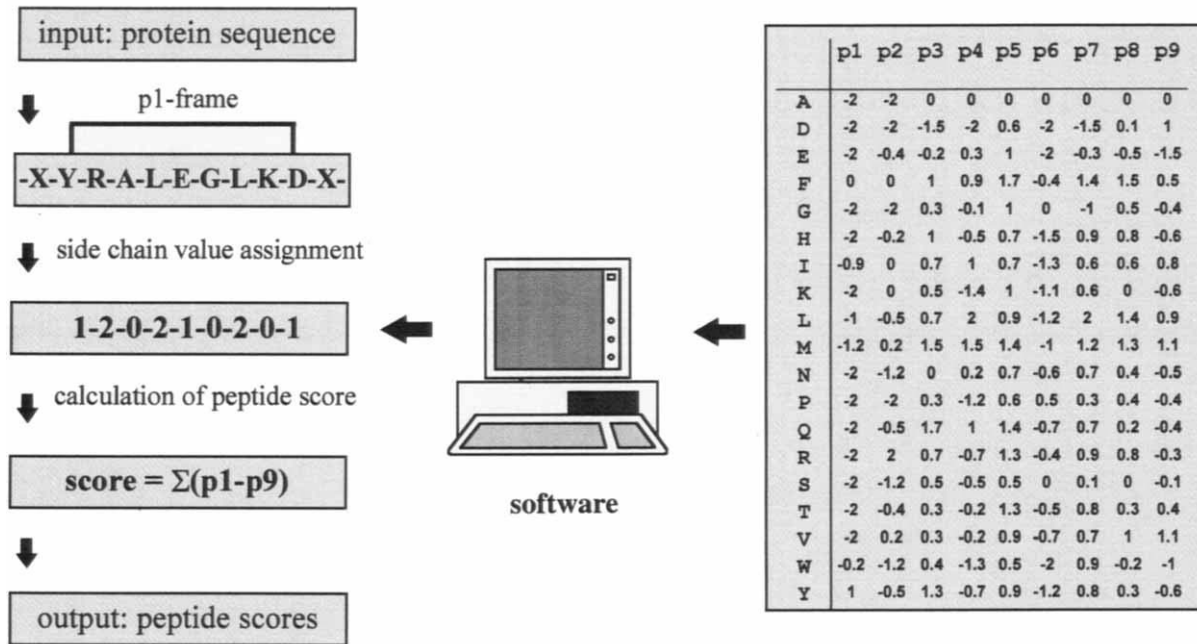 input: protein sequence
p1-frame
-X-Y-R-A-L-E-G-L-K-D-X-
side chain value assignment
1-2-0-2-1-0-2-0-1
calculation of peptide score
score = Σ(p1-p9)
output: peptide scores
software
p1 p2 p3 p4 p5 p6 p7 p8 p9
A -2 -2 0 0 0 0 0 0 0
D -2 -2 -1.5 -2 0.6 -2 -1.5 0.1 1
E -2 -0.4 -0.2 0.3 1 -2 -0.3 -0.5 -1.5
F 0 0 1 0.9 1.7 -0.4 1.4 1.5 0.5
G -2 -2 0.3 -0.1 1 0 -1 0.5 -0.4
H -2 -0.2 1 -0.5 0.7 -1.5 0.9 0.8 -0.6
I -0.9 0 0.7 1 0.7 -1.3 0.6 0.6 0.8
K -2 0 0.5 -1.4 1 -1.1 0.6 0 -0.6
L -1 -0.5 0.7 2 0.9 -1.2 2 1.4 0.9
M -1.2 0.2 1.5 1.5 1.4 -1 1.2 1.3 1.1
N -2 -1.2 0 0.2 0.7 -0.6 0.7 0.4 -0.5
P -2 -2 0.3 -1.2 0.6 0.5 0.3 0.4 -0.4
Q -2 -0.5 1.7 1 1.4 -0.7 0.7 0.2 -0.4
R -2 2 0.7 -0.7 1.3 -0.4 0.9 0.8 -0.3
S -2 -1.2 0.5 -0.5 0.5 0 0.1 0 -0.1
T -2 -0.4 0.3 -0.2 1.3 -0.5 0.8 0.3 0.4
V -2 0.2 0.3 -0.2 0.9 -0.7 0.7 1 1.1
W -0.2 -1.2 0.4 -1.3 0.5 -2 0.9 -0.2 -1
Y 1 -0.5 1.3 -0.7 0.9 -1.2 0.8 0.3 -0.6